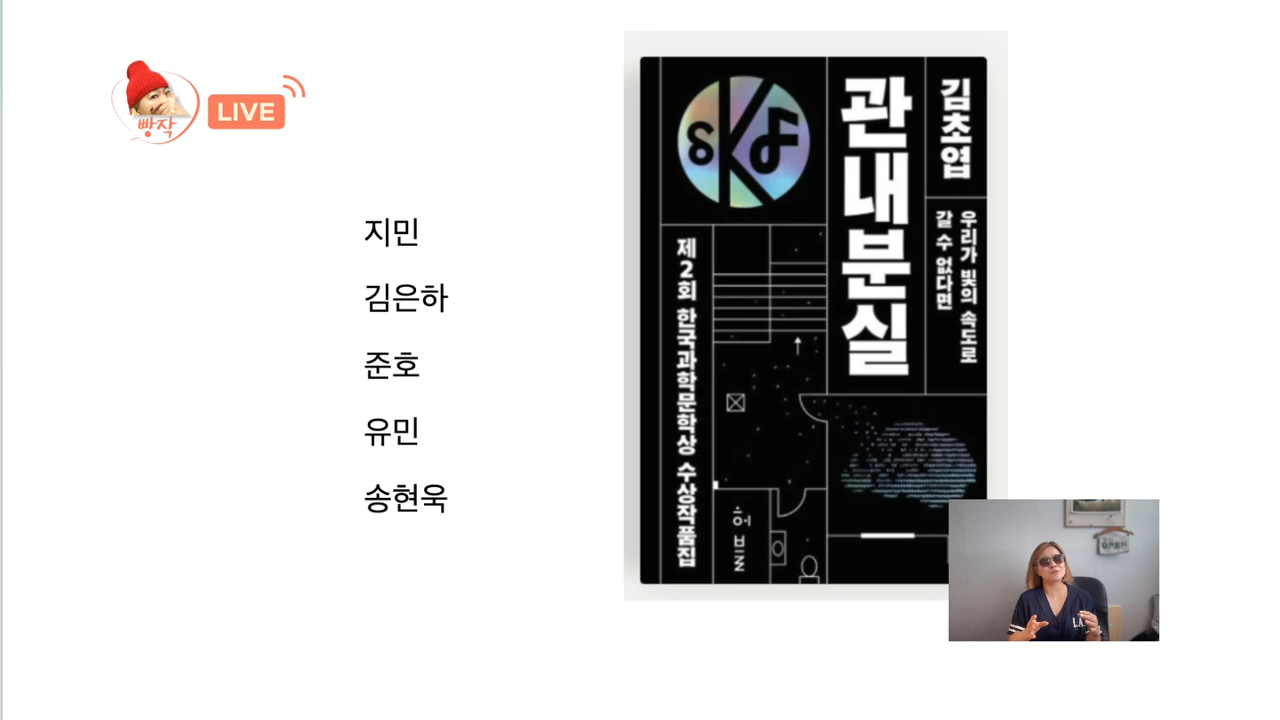 빵작
LIVE
지민
김은하
준호
유민
송현욱
SKF
관내분실
김초엽
우리가 빛의 속도로
갈 수 없다면
제2회 한국과학문학상 수상작품집
허블
OPEN
L.A.